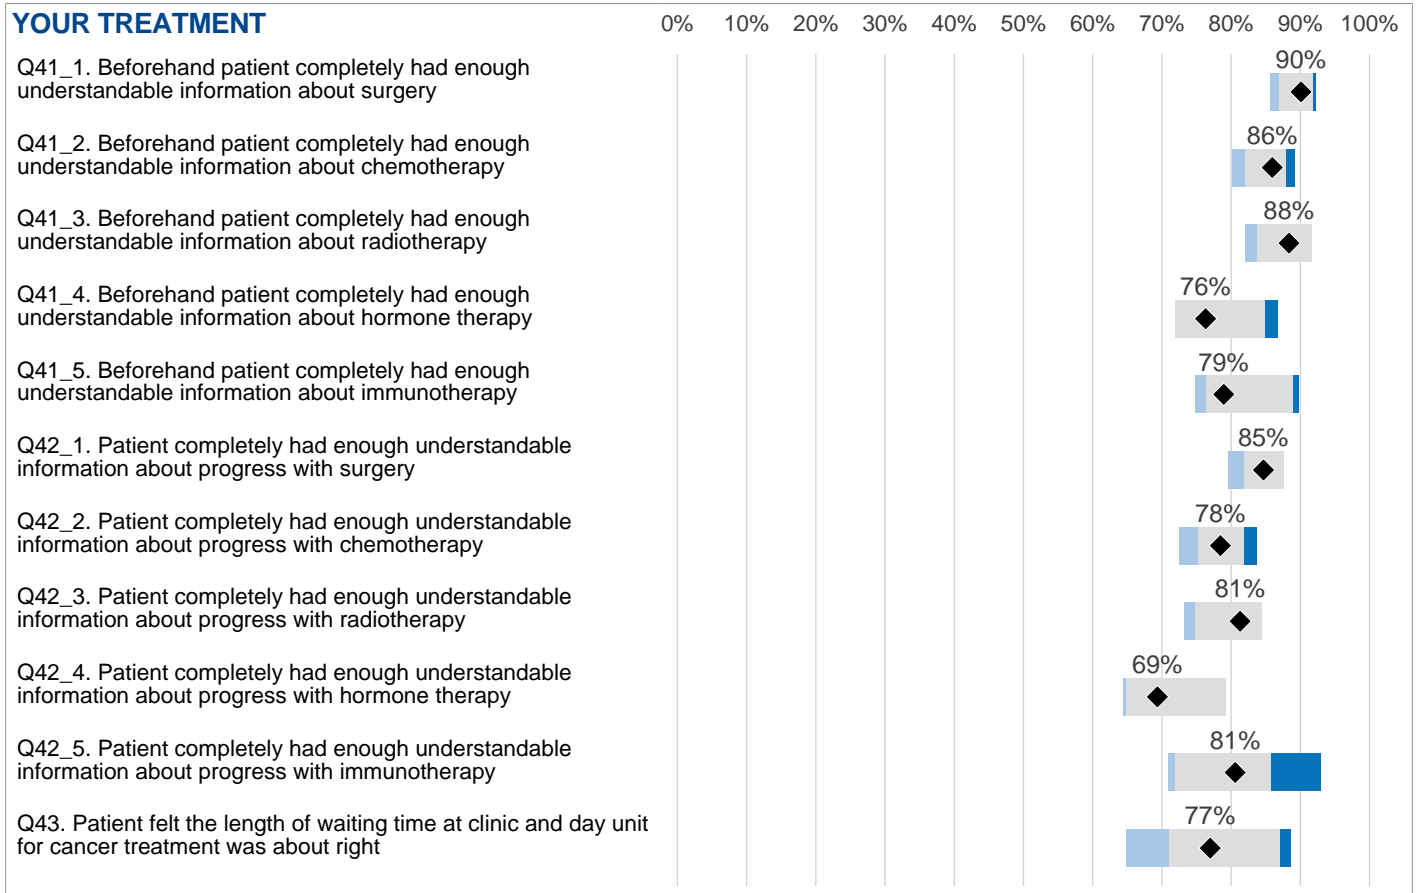 YOUR TREATMENT
0% 10% 20% 30% 40% 50% 60% 70% 80% 90% 100%
Q41_1. Beforehand patient completely had enough
understandable information about surgery
90%
Q41_2. Beforehand patient completely had enough
understandable information about chemotherapy
86%
Q41_3. Beforehand patient completely had enough
understandable information about radiotherapy
88%
Q41_4. Beforehand patient completely had enough
understandable information about hormone therapy
76%
Q41_5. Beforehand patient completely had enough
understandable information about immunotherapy
79%
Q42_1. Patient completely had enough understandable
information about progress with surgery
85%
Q42_2. Patient completely had enough understandable
information about progress with chemotherapy
78%
Q42_3. Patient completely had enough understandable
information about progress with radiotherapy
81%
Q42_4. Patient completely had enough understandable
information about progress with hormone therapy
69%
Q42_5. Patient completely had enough understandable
information about progress with immunotherapy
81%
Q43. Patient felt the length of waiting time at clinic and day unit
for cancer treatment was about right
77%